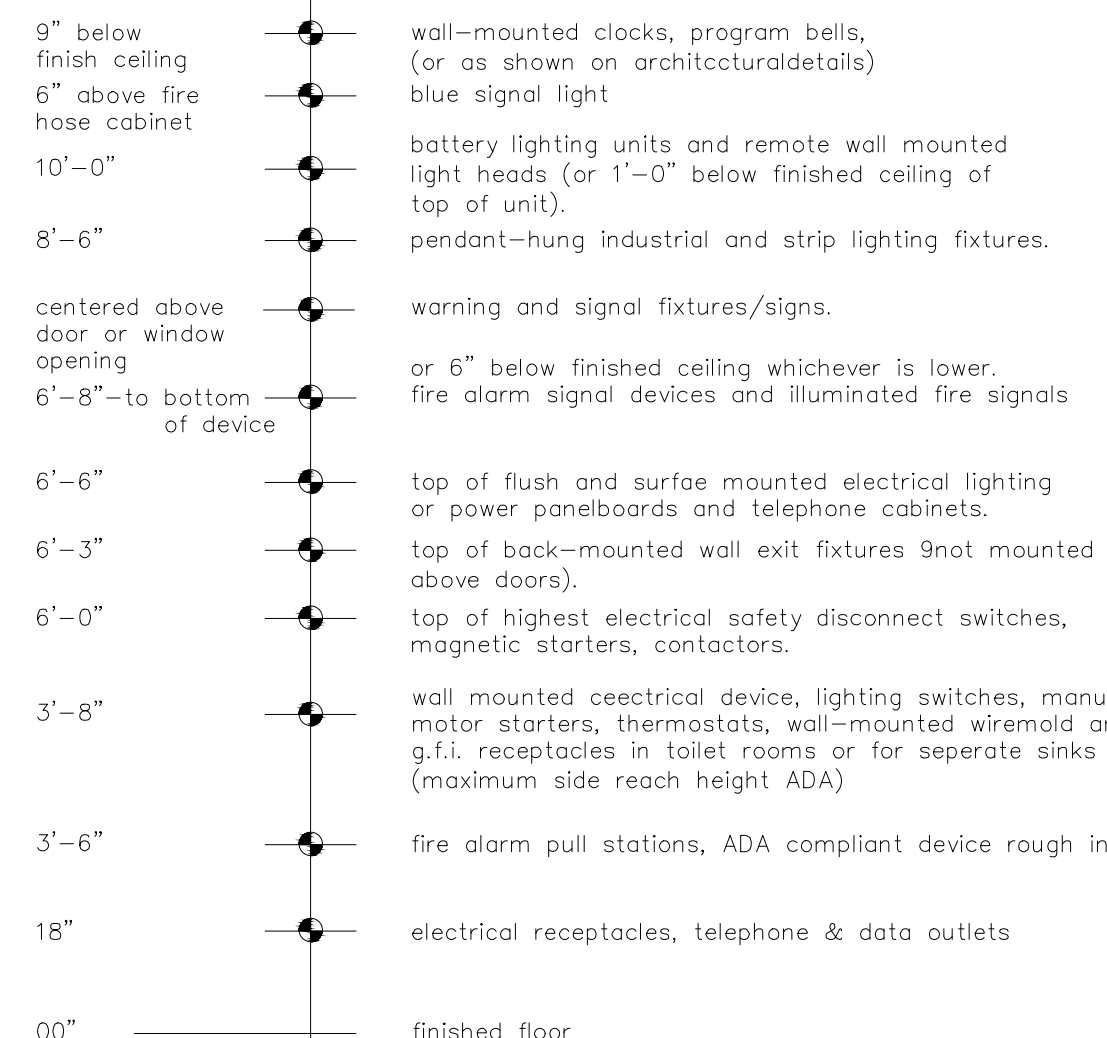 9” below
finish ceiling
wall-mounted clocks, program bells,
(or as shown on architccturaldetails)
6” above fire
hose cabinet
blue signal light
10’-0”
battery lighting units and remote wall mounted
light heads (or 1’-0” below finished ceiling of
top of unit).
8’-6”
pendant-hung industrial and strip lighting fixtures.
centered above
door or window
opening
warning and signal fixtures/signs.
6’-8”-to bottom
of device
or 6” below finished ceiling whichever is lower.
fire alarm signal devices and illuminated fire signals
6’-6”
top of flush and surfae mounted electrical lighting
or power panelboards and telephone cabinets.
6’-3”
top of back-mounted wall exit fixtures 9not mounted
above doors).
6’-0”
top of highest electrical safety disconnect switches,
magnetic starters, contactors.
3’-8”
wall mounted ceectrical device, lighting switches, manu
motor starters, thermostats, wall-mounted wiremold
g.f.i. receptacles in toilet rooms or for seperate sinks
(maximum side reach height ADA)
3’-6”
fire alarm pull stations, ADA compliant device rough in
18”
electrical receptacles, telephone & data outlets
00”
finished floor